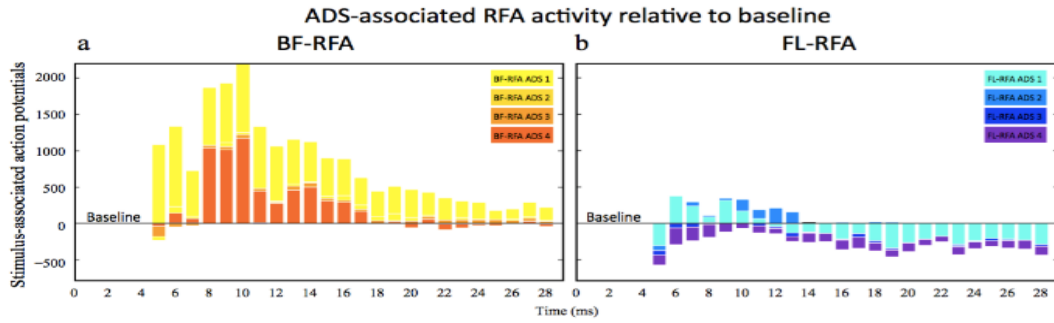 ADS-associated RFA activity relative to baseline
a BF-RFA b FL-RFA
Stimulus-associated action potentials
2000
1500
1000
500
0
−500
Baseline
BF-RFA ADS 1
BF-RFA ADS 2
BF-RFA ADS 3
BF-RFA ADS 4
0 2 4 6 8 10 12 14 16 18 20 22 24 26 28
Baseline
FL-RFA ADS 1
FL-RFA ADS 2
FL-RFA ADS 3
FL-RFA ADS 4
0 2 4 6 8 10 12 14 16 18 20 22 24 26 28
Time (ms)